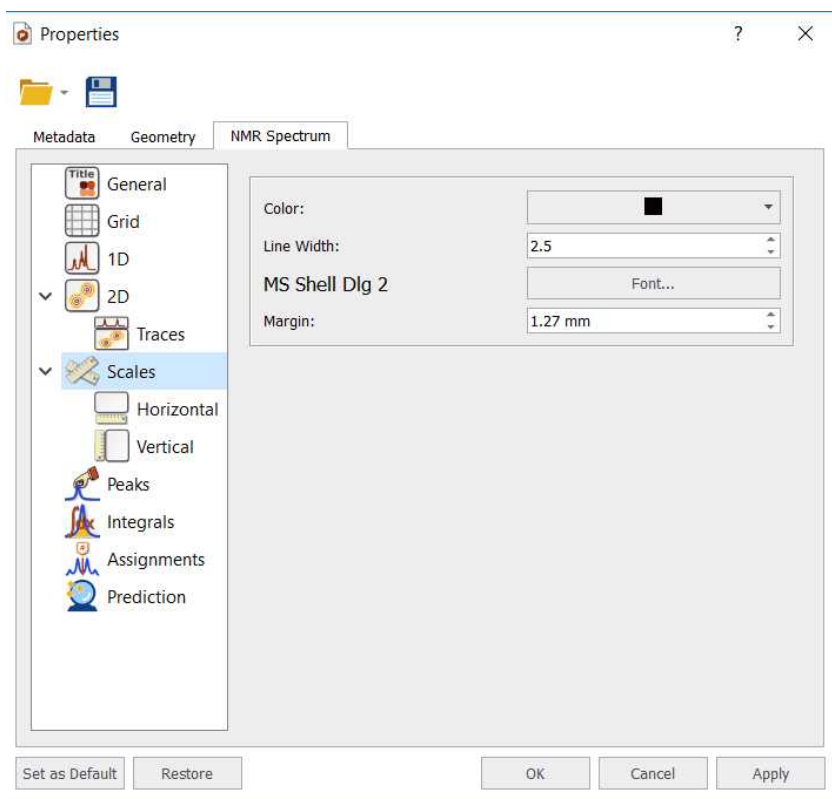 Properties
?
Metadata Geometry NMR Spectrum
Title
General
Grid
1D
2D
Traces
Scales
Horizontal
Vertical
Peaks
∫dx
Integrals
Assignments
Prediction
Color:
Line Width: 2.5
MS Shell Dlg 2 Font...
Margin: 1.27 mm
Set as Default Restore OK Cancel Apply